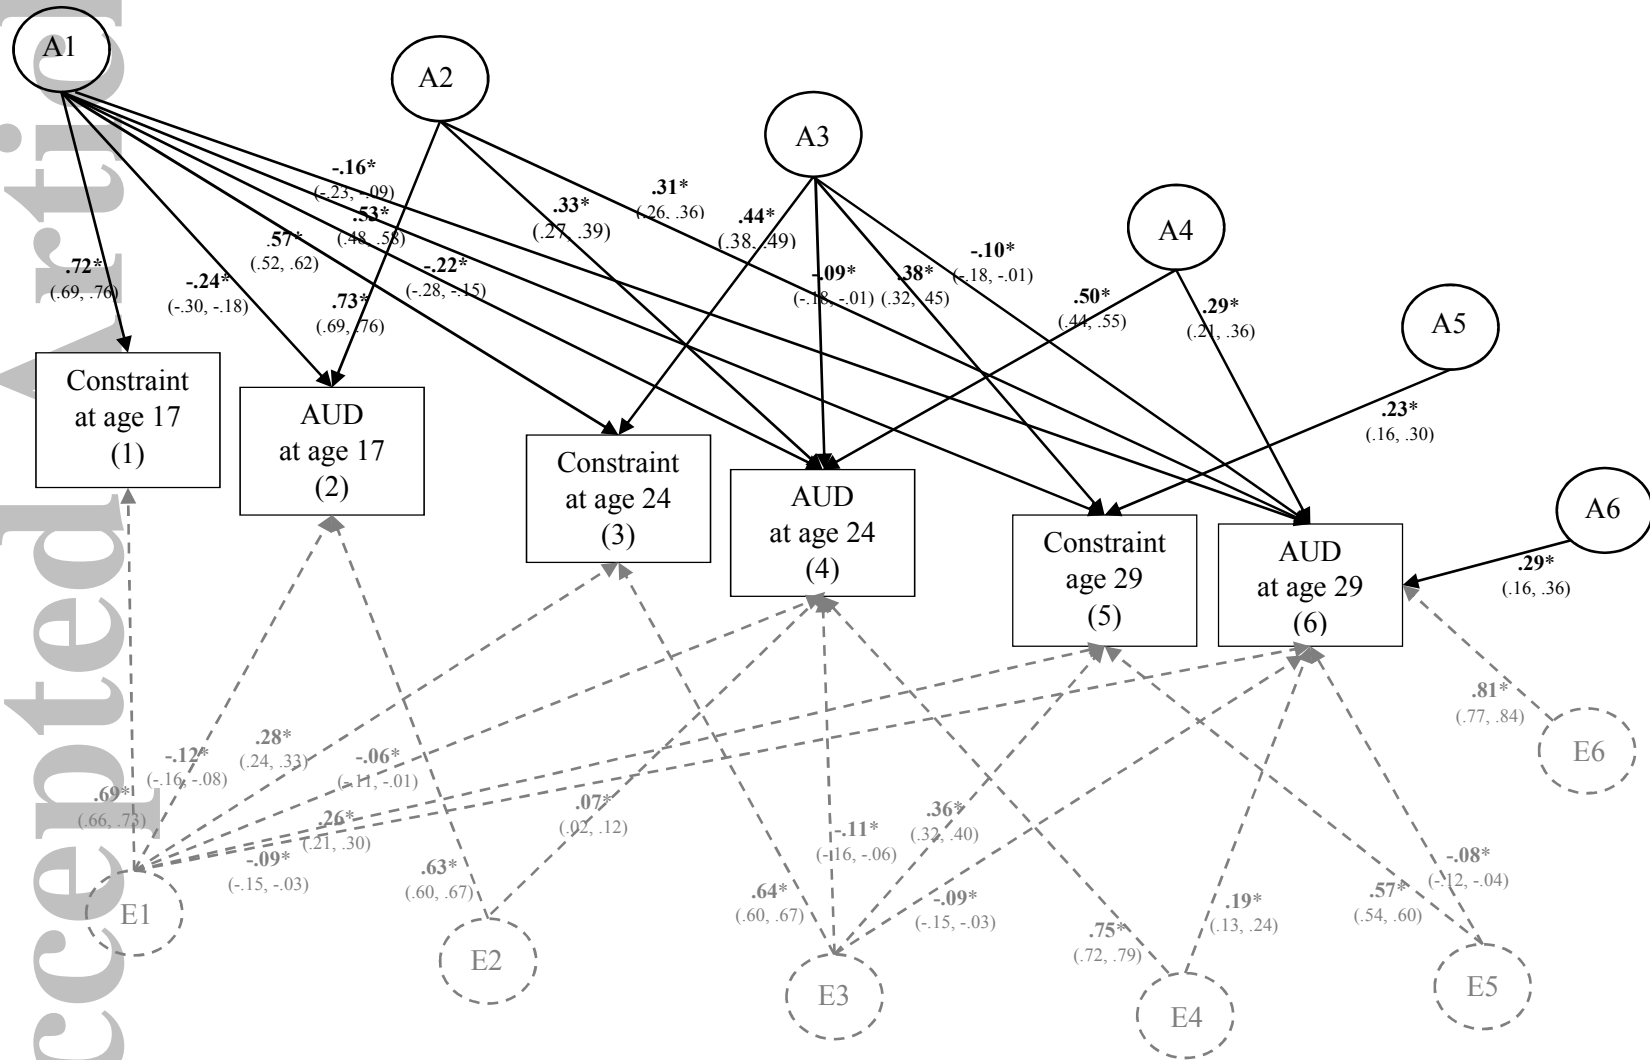 Accepted Article
A1
A2
A3
A4
A5
A6
-.16*
(-.23, -.09)
.53*
(.48, .58)
.57*
(.52, .62)
.72*
(.69, .76)
-.24*
(-.30, -.18)
-.22*
(-.28, -.15)
.73*
(.69, .76)
.33*
(.27, .39)
.31*
(.26, .36)
.44*
(.38, .49)
-.09*
(-.18, -.01)
.38*
(.32, .45)
-.10*
(-.18, -.01)
.50*
(.44, .55)
.29*
(.21, .36)
.23*
(.16, .30)
.29*
(.16, .36)
Constraint
at age 17
(1)
AUD
at age 17
(2)
Constraint
at age 24
(3)
AUD
at age 24
(4)
Constraint
age 29
(5)
AUD
at age 29
(6)
.69*
(.66, .73)
-.12*
(-.16, -.08)
.28*
(.24, .33)
-.06*
(-.11, -.01)
.26*
(.21, .30)
-.09*
(-.15, -.03)
.63*
(.60, .67)
.07*
(.02, .12)
.64*
(.60, .67)
-.11*
(-.16, -.06)
.36*
(.32, .40)
-.09*
(-.15, -.03)
.75*
(.72, .79)
.19*
(.13, .24)
.57*
(.54, .60)
-.08*
(-.12, -.04)
.81*
(.77, .84)
E1
E2
E3
E4
E5
E6